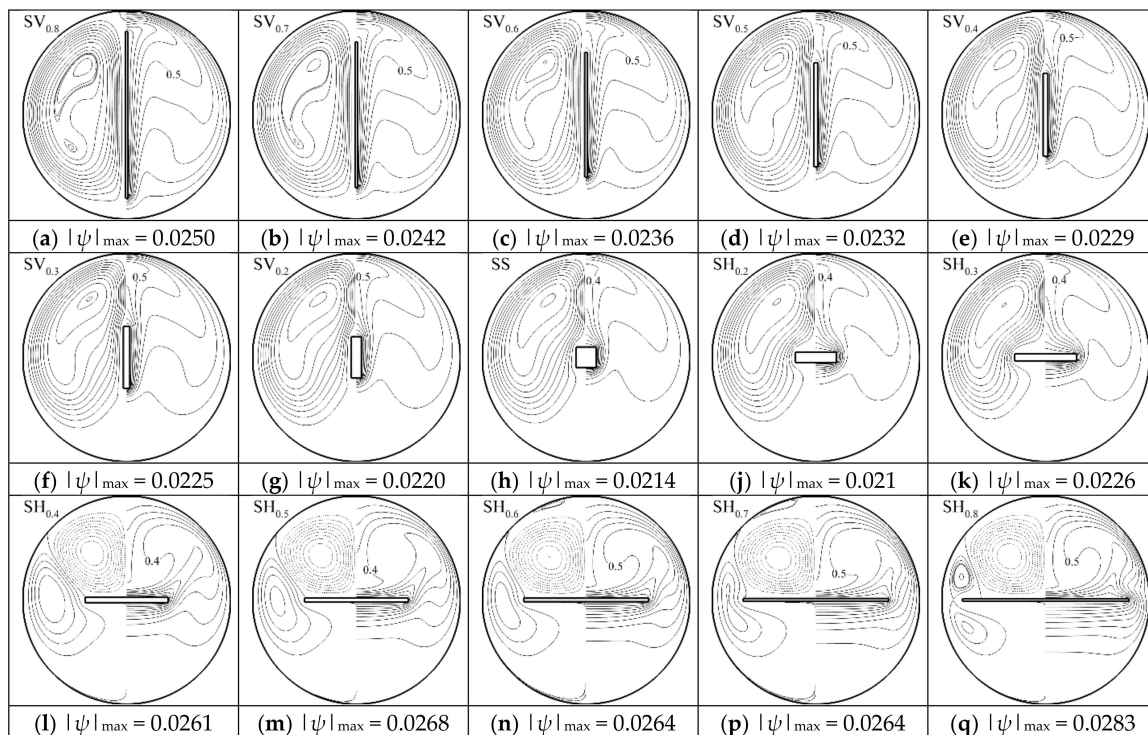 SV0.8 SV0.7 SV0.6 SV0.5 SV0.4
0.5 0.5 0.5 0.5 0.5
(a) |ψ|max = 0.0250 (b) |ψ|max = 0.0242 (c) |ψ|max = 0.0236 (d) |ψ|max = 0.0232 (e) |ψ|max = 0.0229
SV0.3 SV0.2 SS SH0.2 SH0.3
0.5 0.5 0.4 0.4 0.4
(f) |ψ|max = 0.0225 (g) |ψ|max = 0.0220 (h) |ψ|max = 0.0214 (j) |ψ|max = 0.021 (k) |ψ|max = 0.0226
SH0.4 SH0.5 SH0.6 SH0.7 SH0.8
0.4 0.4 0.5 0.5 0.5
(l) |ψ|max = 0.0261 (m) |ψ|max = 0.0268 (n) |ψ|max = 0.0264 (p) |ψ|max = 0.0264 (q) |ψ|max = 0.0283